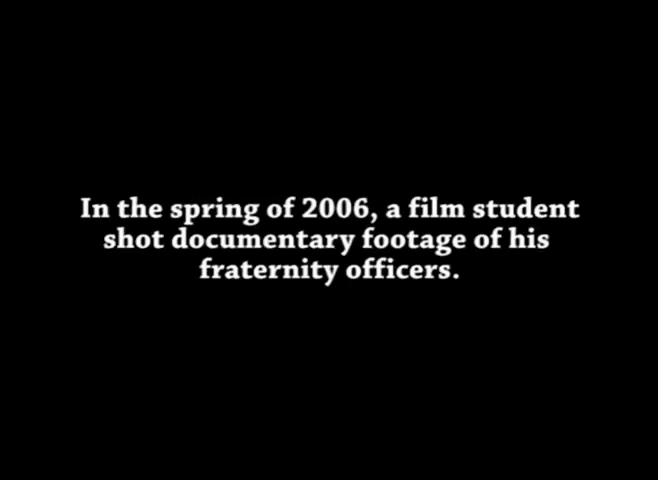 In the spring of 2006, a film student
shot documentary footage of his
fraternity officers.